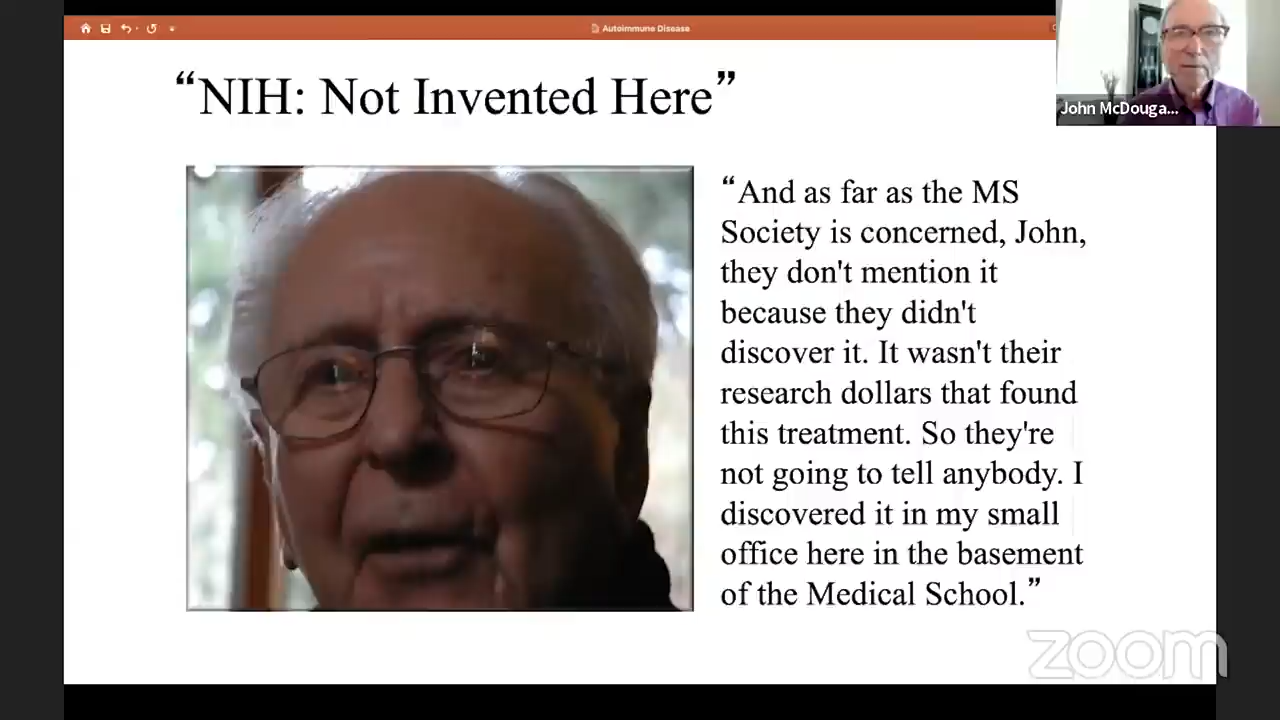 Autoimmune Disease
“NIH: Not Invented Here”
John McDouga...
“And as far as the MS
Society is concerned, John,
they don't mention it
because they didn't
discover it. It wasn't their
research dollars that found
this treatment. So they're
not going to tell anybody. I
discovered it in my small
office here in the basement
of the Medical School.”
zoom